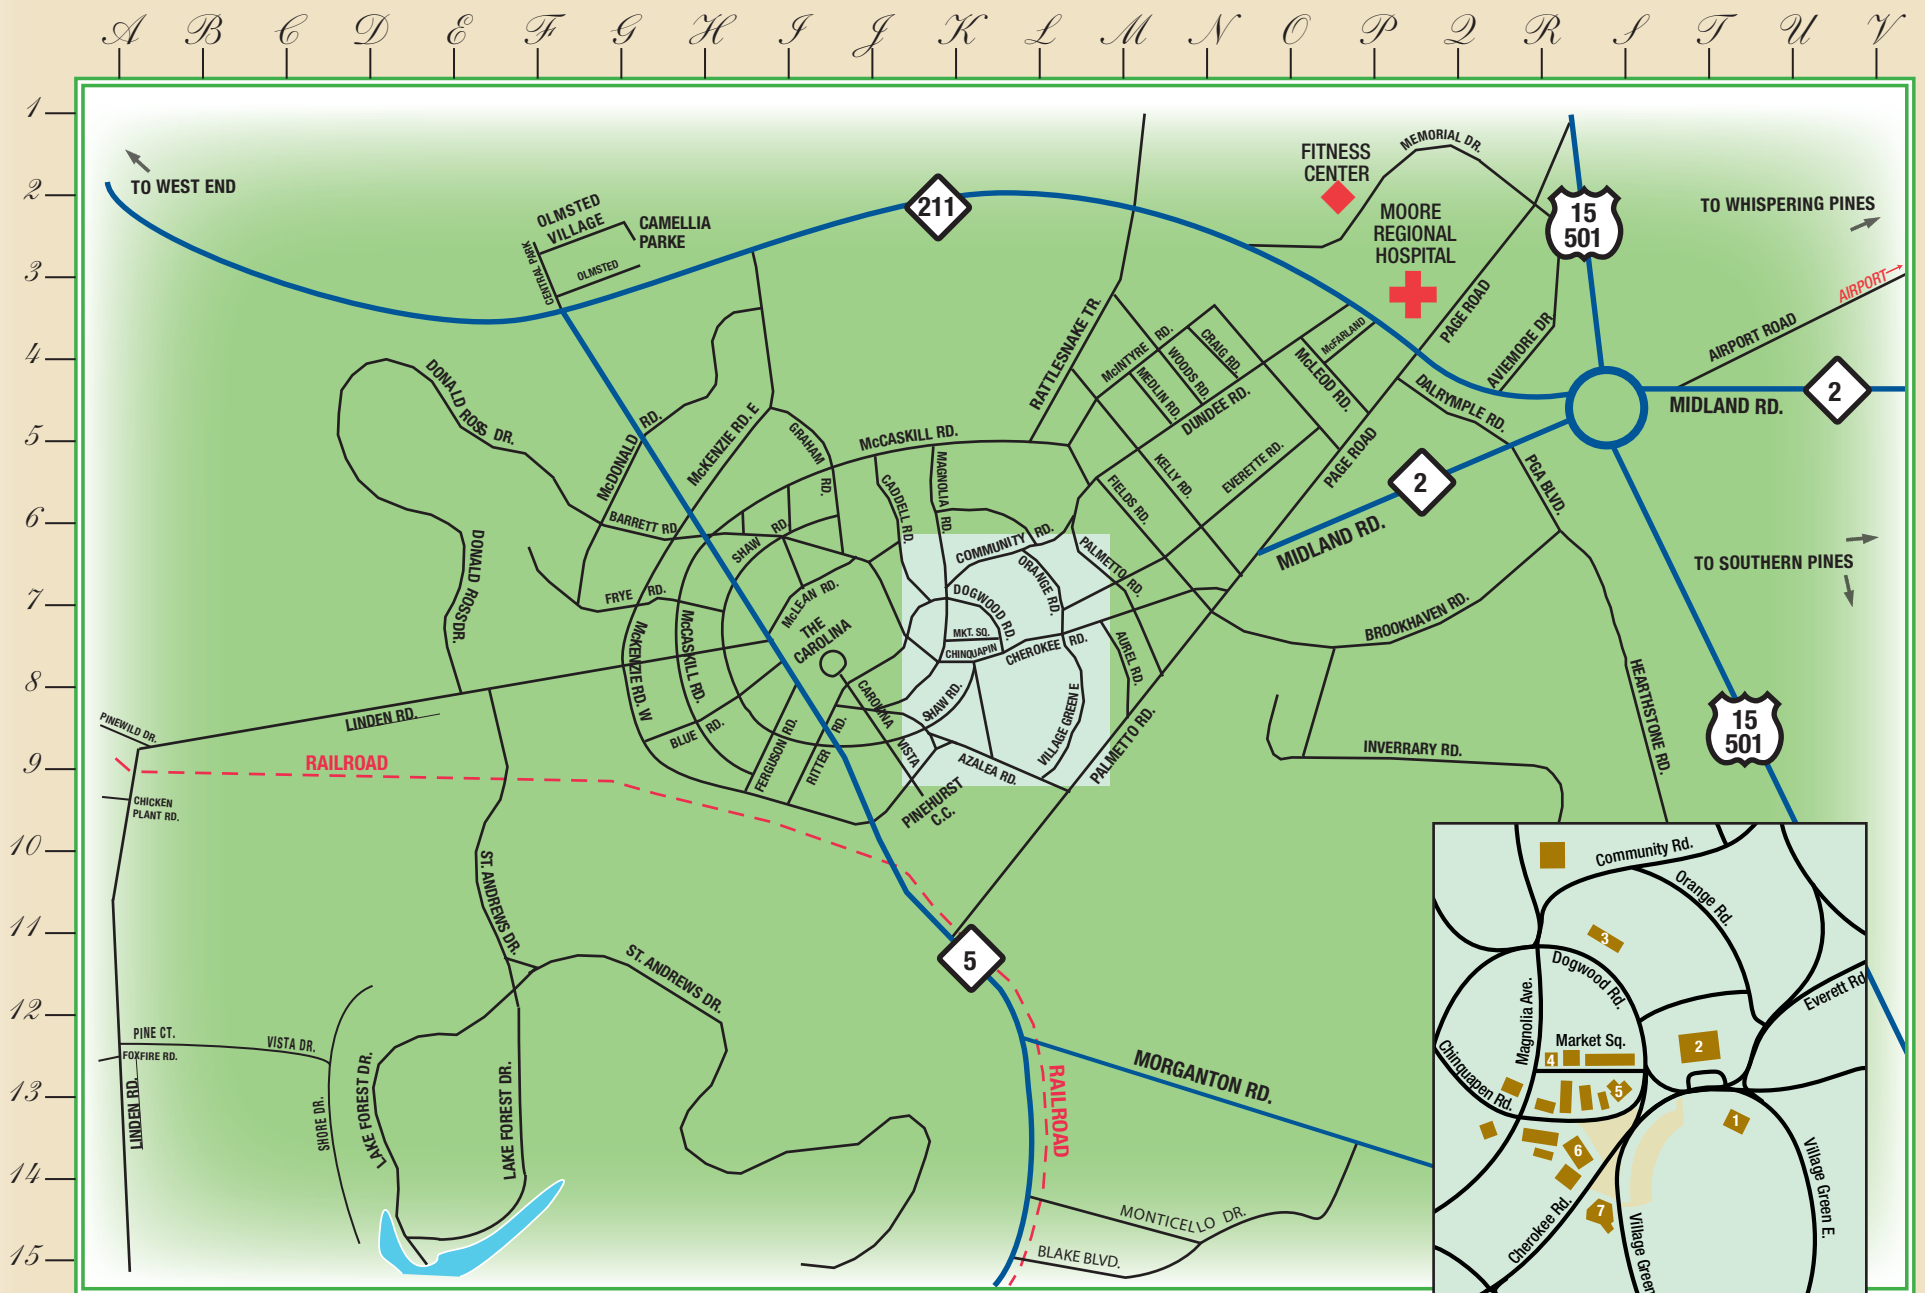 A B C D E F G H I J K L M N O P Q R S T U V
1
2
3
4
5
6
7
8
9
10
11
12
13
14
15
TO WEST END
OLMSTED
VILLAGE
CAMELLIA
PARKE
CENTRAL PARK
OLMSTED
211
FITNESS
CENTER
MEMORIAL DR.
MOORE
REGIONAL
HOSPITAL
15
501
TO WHISPERING PINES
AIRPORT
AIRPORT ROAD
2
MIDLAND RD.
PAGE ROAD
AVIEMORE DR.
DALRYMPLE RD.
RATTLESNAKE TR.
McINTYRE RD.
CRAIG RD.
WOODS RD.
MEDLIN RD.
DUNDEE RD.
McLEOD RD.
McFARLAND
DONALD ROSS DR.
McDONALD RD.
McKENZIE RD. E
GRAHAM RD.
McCASKILL RD.
MAGNOLIA RD.
CADDELL RD.
KELLY RD.
FIELDS RD.
EVERETTE RD.
PAGE ROAD
2
MIDLAND RD.
PGA BLVD.
TO SOUTHERN PINES
BARRETT RD.
SHAW RD.
COMMUNITY RD.
ORANGE RD.
PALMETTO RD.
DONALD ROSS DR.
FRYE RD.
McLEAN RD.
THE
CAROLINA
DOGWOOD RD.
MKT. SQ.
CHINQUAPIN
CHEROKEE RD.
AUREL RD.
BROOKHAVEN RD.
McKENZIE RD. W
McCASKILL RD.
BLUE RD.
FERGUSON RD.
RITTER RD.
CAROLINA VISTA
SHAW RD.
VILLAGE GREEN E
AZALEA RD.
PALMETTO RD.
PINEHURST
C.C.
HEARTHSTONE RD.
INVERRARY RD.
15
501
PINEWILD DR.
LINDEN RD.
RAILROAD
CHICKEN
PLANT RD.
ST. ANDREWS DR.
ST. ANDREWS DR.
5
PINE CT.
VISTA DR.
FOXFIRE RD.
LINDEN RD.
SHORE DR.
LAKE FOREST DR.
LAKE FOREST DR.
RAILROAD
MORGANTON RD.
MONTICELLO DR.
BLAKE BLVD.
Community Rd.
Orange Rd.
3
Dogwood Rd.
Magnolia Ave.
Everett Rd
Market Sq.
4
2
5
Chinquapen Rd.
1
6
7
Cherokee Rd.
Village Green
Village Green E.